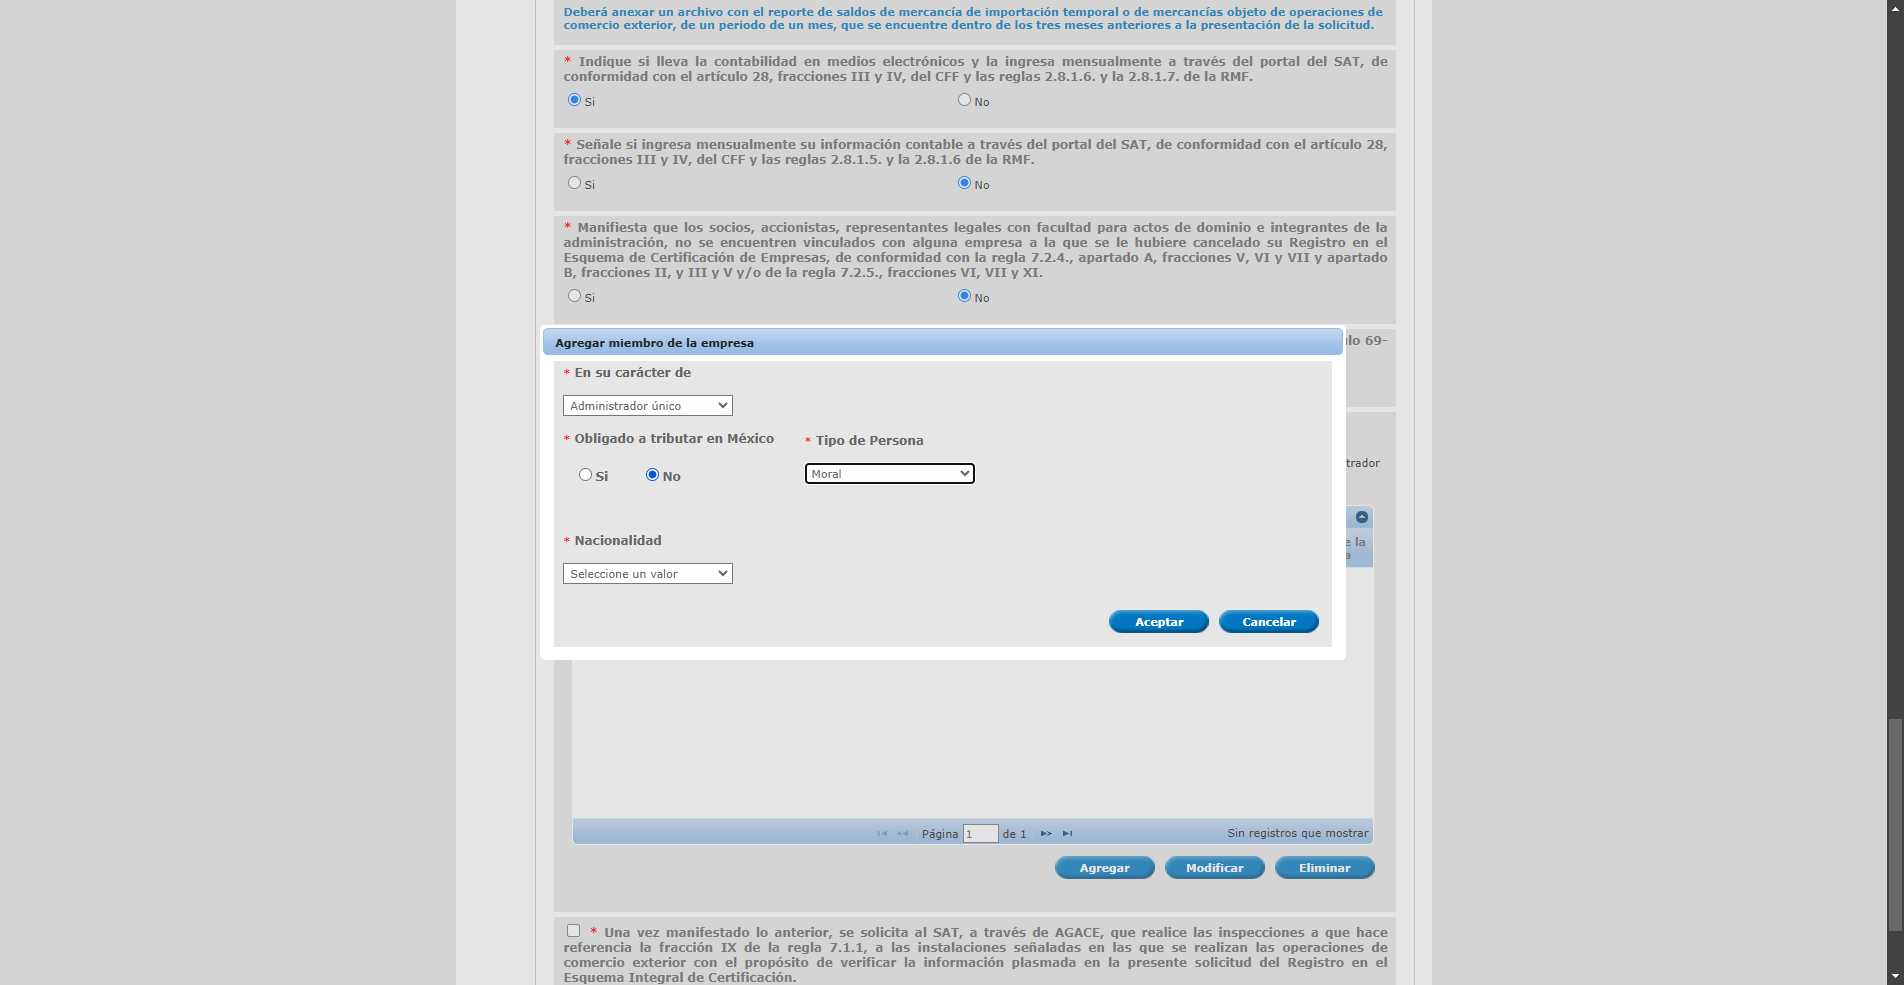 Deberá anexar un archivo con el reporte de saldos de mercancía de importación temporal o de mercancías objeto de operaciones de
comercio exterior, de un periodo de un mes, que se encuentre dentro de los tres meses anteriores a la presentación de la solicitud.
* Indique si lleva la contabilidad en medios electrónicos y la ingresa mensualmente a través del portal del SAT, de
conformidad con el artículo 28, fracciones III y IV, del CFF y las reglas 2.8.1.6. y la 2.8.1.7. de la RMF.
Si No
* Señale si ingresa mensualmente su información contable a través del portal del SAT, de conformidad con el artículo 28,
fracciones III y IV, del CFF y las reglas 2.8.1.5. y la 2.8.1.6 de la RMF.
Si No
* Manifiesta que los socios, accionistas, representantes legales con facultad para actos de dominio e integrantes de la
administración, no se encuentren vinculados con alguna empresa a la que se le hubiere cancelado su Registro en el
Esquema de Certificación de Empresas, de conformidad con la regla 7.2.4., apartado A, fracciones V, VI y VII y apartado
B, fracciones II, y III y V y/o de la regla 7.2.5., fracciones VI, VII y XI.
Si No
69-
Agregar miembro de la empresa
* En su carácter de
Administrador único
* Obligado a tributar en México * Tipo de Persona
Si No Moral
* Nacionalidad
Seleccione un valor
Aceptar Cancelar
la
Página 1 de 1 Sin registros que mostrar
Agregar Modificar Eliminar
* Una vez manifestado lo anterior, se solicita al SAT, a través de AGACE, que realice las inspecciones a que hace
referencia la fracción IX de la regla 7.1.1, a las instalaciones señaladas en las que se realizan las operaciones de
comercio exterior con el propósito de verificar la información plasmada en la presente solicitud del Registro en el
Esquema Integral de Certificación.